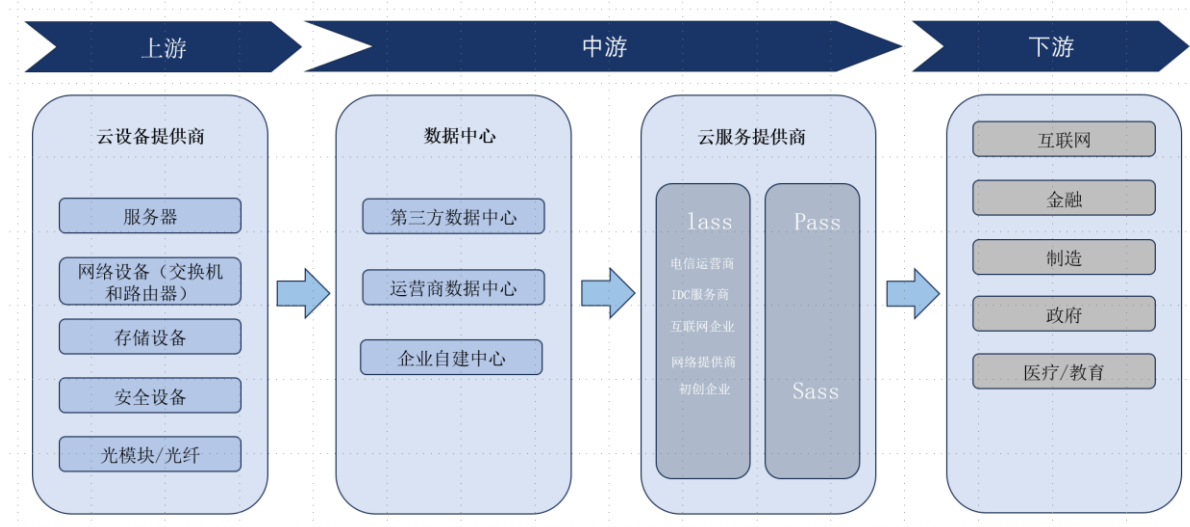 上游
中游
下游
云设备提供商
服务器
网络设备（交换机
和路由器）
存储设备
安全设备
光模块/光纤
数据中心
第三方数据中心
运营商数据中心
企业自建中心
云服务提供商
lass
电信运营商
IDC服务商
互联网企业
网络提供商
初创企业
Pass
Sass
互联网
金融
制造
政府
医疗/教育